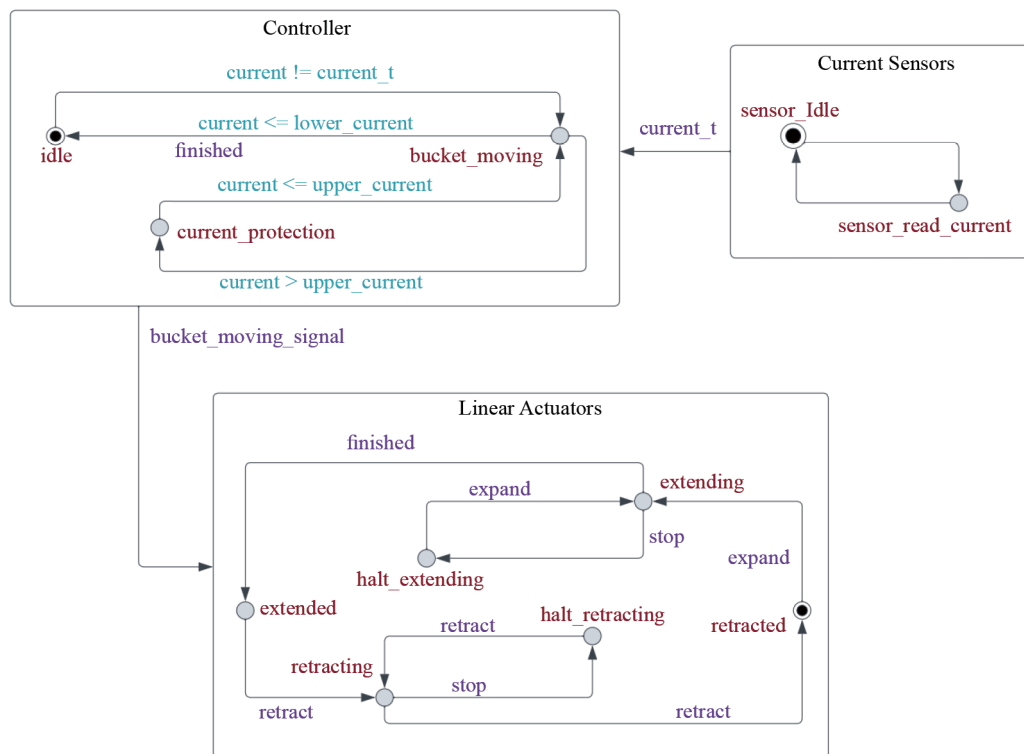 Controller
current != current_t
current <= lower_current
finished
idle
bucket_moving
current <= upper_current
current_protection
current > upper_current
current_t
Current Sensors
sensor_Idle
sensor_read_current
bucket_moving_signal
Linear Actuators
finished
expand
extending
stop
expand
halt_extending
extended
halt_retracting
retract
retracted
retracting
stop
retract
retract